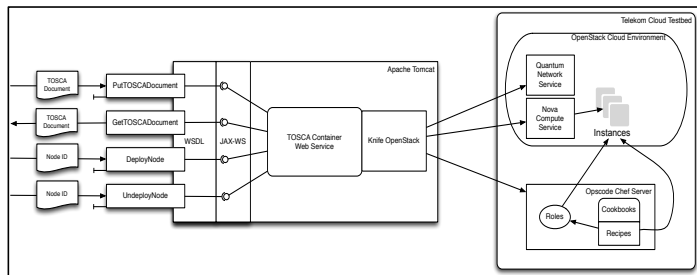 Telekom Cloud Testbed
OpenStack Cloud Environment
Apache Tomcat
TOSCA
Document
PutTOSCADocument
TOSCA
Document
GetTOSCADocument
Node ID
DeployNode
Node ID
UndeployNode
WSDL
JAX-WS
TOSCA Container
Web Service
Knife OpenStack
Quantum
Network
Service
Nova
Compute
Service
Instances
Opscode Chef Server
Roles
Cookbooks
Recipes